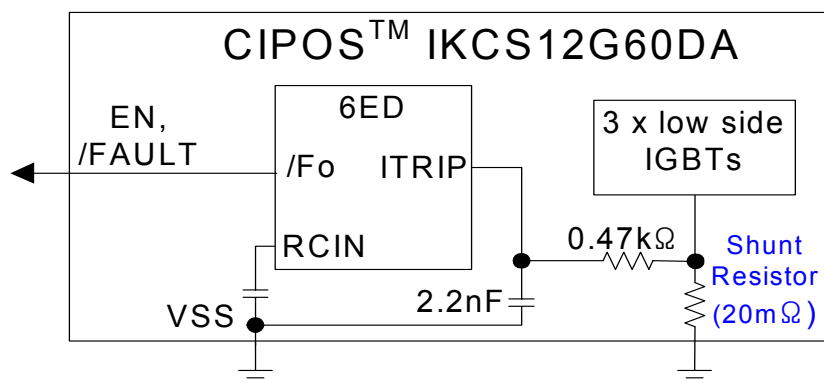 CIPOS™ IKCS12G60DA
EN,
/FAULT
6ED
/Fo
ITRIP
RCIN
3 x low side
IGBTs
0.47kΩ
Shunt
Resistor
(20mΩ)
2.2nF
VSS